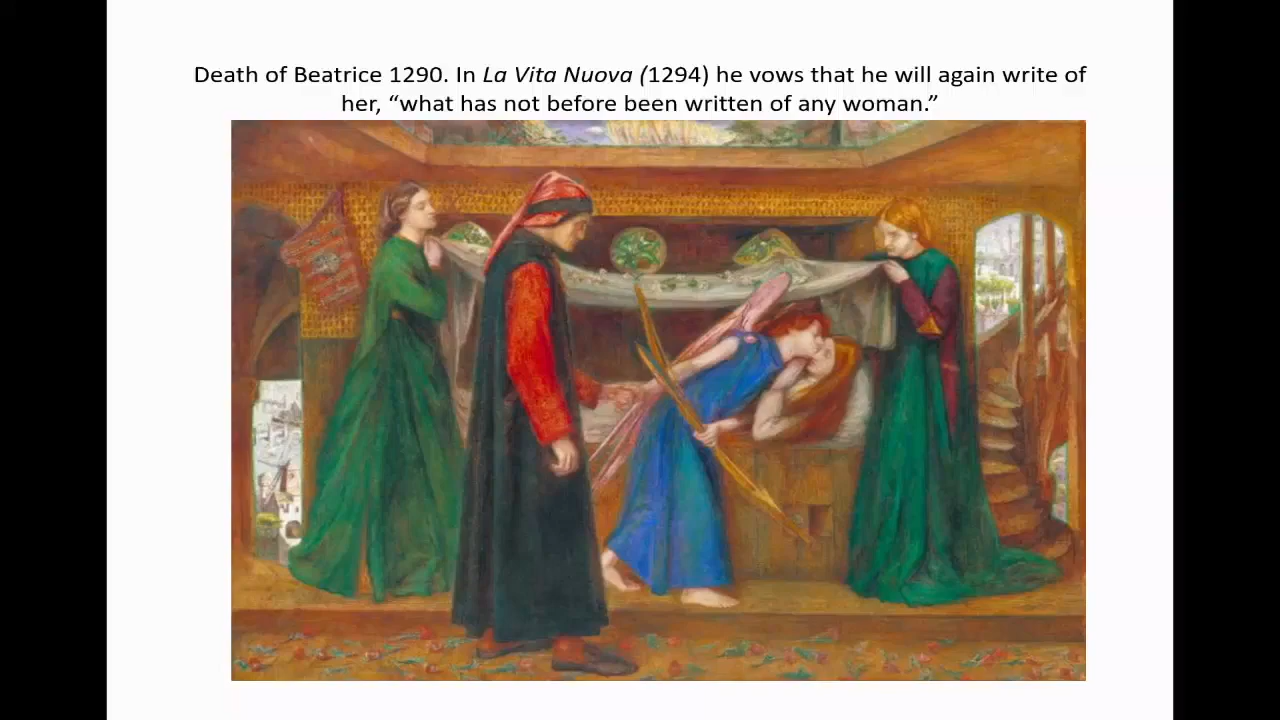 Death of Beatrice 1290. In La Vita Nuova (1294) he vows that he will again write of
her, “what has not before been written of any woman.”